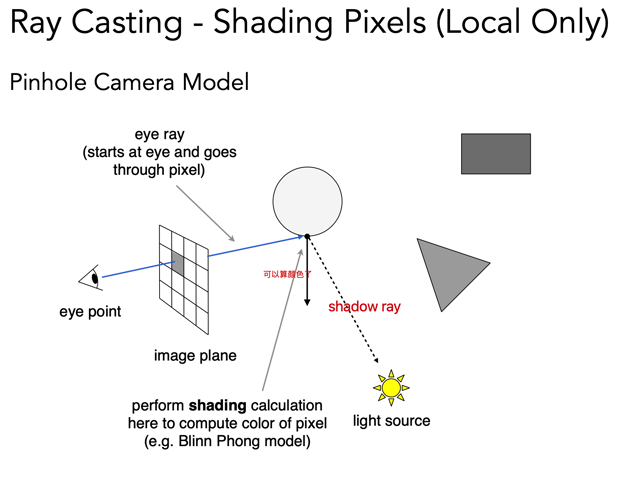 Ray Casting - Shading Pixels (Local Only)
Pinhole Camera Model
eye ray
(starts at eye and goes
through pixel)
可以算颜色了
shadow ray
eye point
image plane
perform shading calculation
here to compute color of pixel
(e.g. Blinn Phong model)
light source